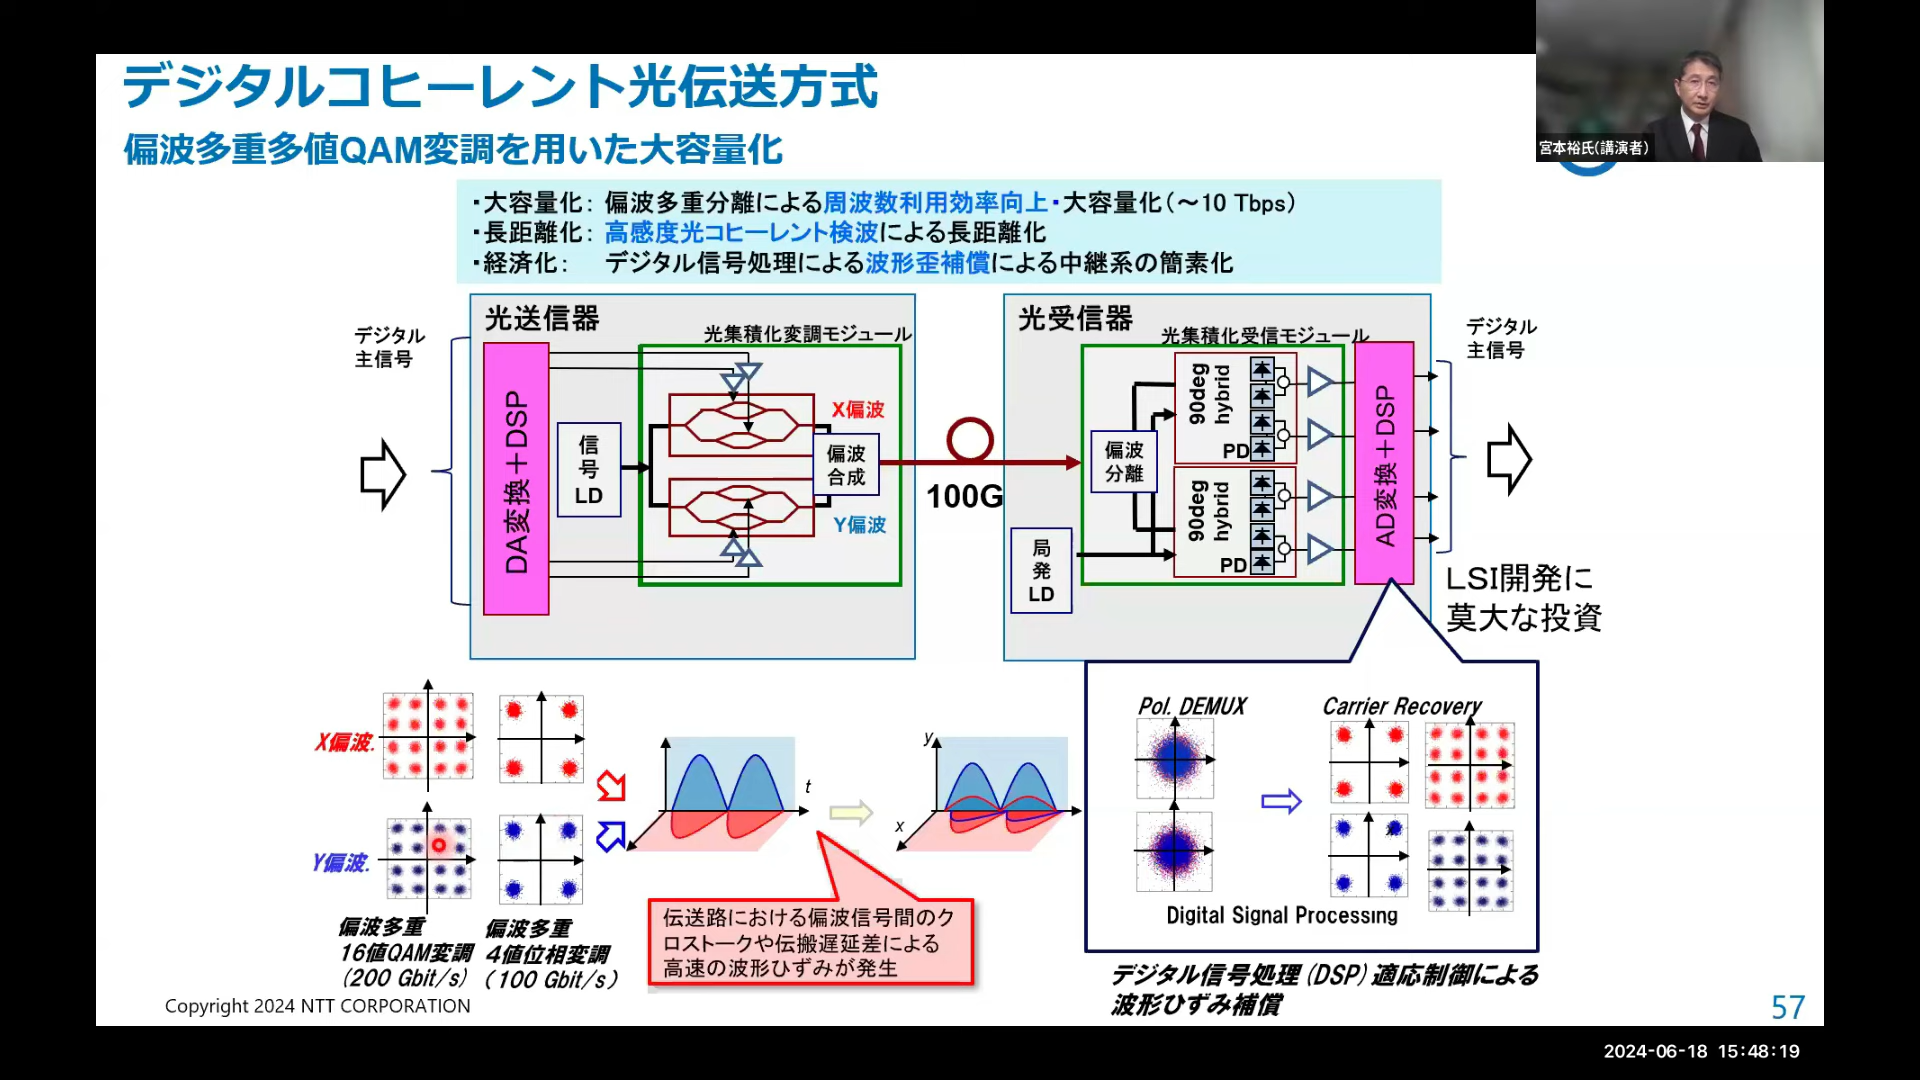 デジタルコヒーレント光伝送方式
偏波多重多値QAM変調を用いた大容量化
宮本裕氏(講演者)
・大容量化： 偏波多重分離による周波数利用効率向上・大容量化（～10 Tbps）
・長距離化： 高感度光コヒーレント検波による長距離化
・経済化： デジタル信号処理による波形歪補償による中継系の簡素化
デジタル
主信号
光送信器
光集積化変調モジュール
DA変換＋DSP
信号LD
X偏波
偏波
合成
Y偏波
100G
光受信器
光集積化受信モジュール
偏波
分離
局発LD
90deg
hybrid
PD
90deg
hybrid
PD
AD変換＋DSP
デジタル
主信号
LSI開発に
莫大な投資
X偏波.
Y偏波.
偏波多重
16値QAM変調
(200 Gbit/s)
偏波多重
4値位相変調
(100 Gbit/s)
t
y
x
伝送路における偏波信号間のク
ロストークや伝搬遅延差による
高速の波形ひずみが発生
Pol. DEMUX
Carrier Recovery
x
Digital Signal Processing
デジタル信号処理(DSP)適応制御による
波形ひずみ補償
Copyright 2024 NTT CORPORATION
57
2024-06-18 15:48:19